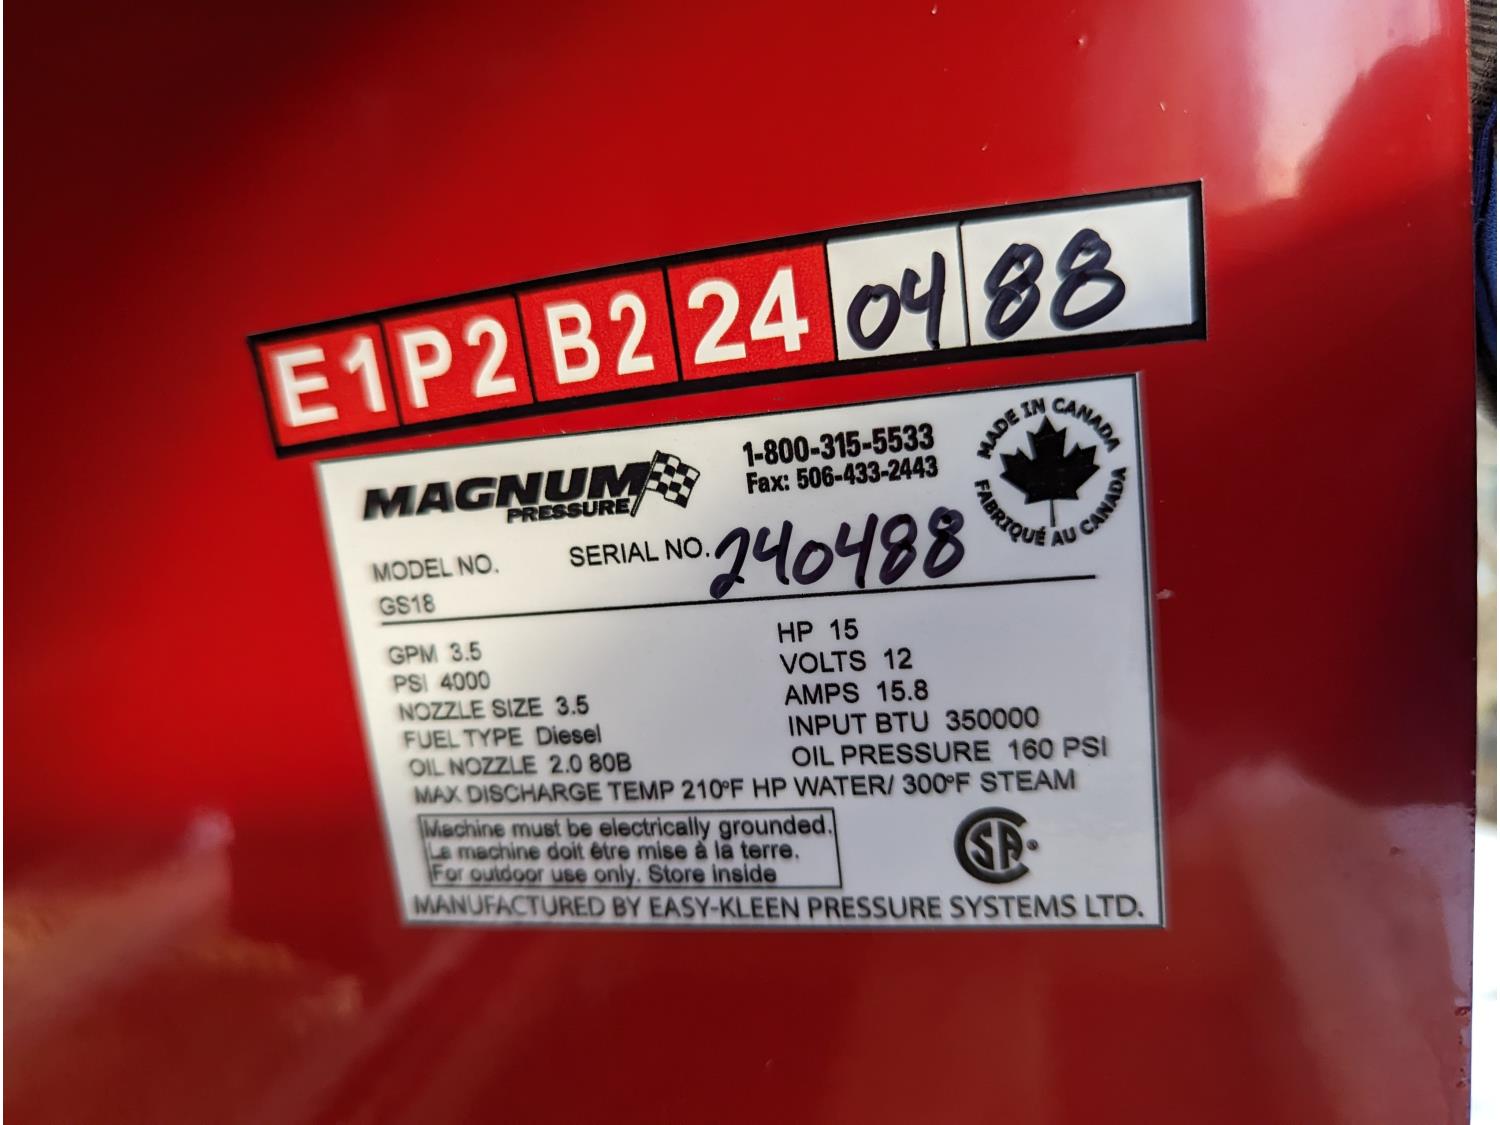 E1 P2 B2 24 04 88
MAGNUM
PRESSURE
1-800-315-5533
Fax: 506-433-2443
MADE IN CANADA
FABRIQUÉ AU CANADA
MODEL NO. SERIAL NO. 240488
GS18
GPM 3.5
PSI 4000
NOZZLE SIZE 3.5
FUEL TYPE Diesel
OIL NOZZLE 2.0 80B
HP 15
VOLTS 12
AMPS 15.8
INPUT BTU 350000
OIL PRESSURE 160 PSI
MAX DISCHARGE TEMP 210°F HP WATER/ 300°F STEAM
Machine must be electrically grounded.
La machine doit être mise à la terre.
For outdoor use only. Store inside
SA®
MANUFACTURED BY EASY-KLEEN PRESSURE SYSTEMS LTD.